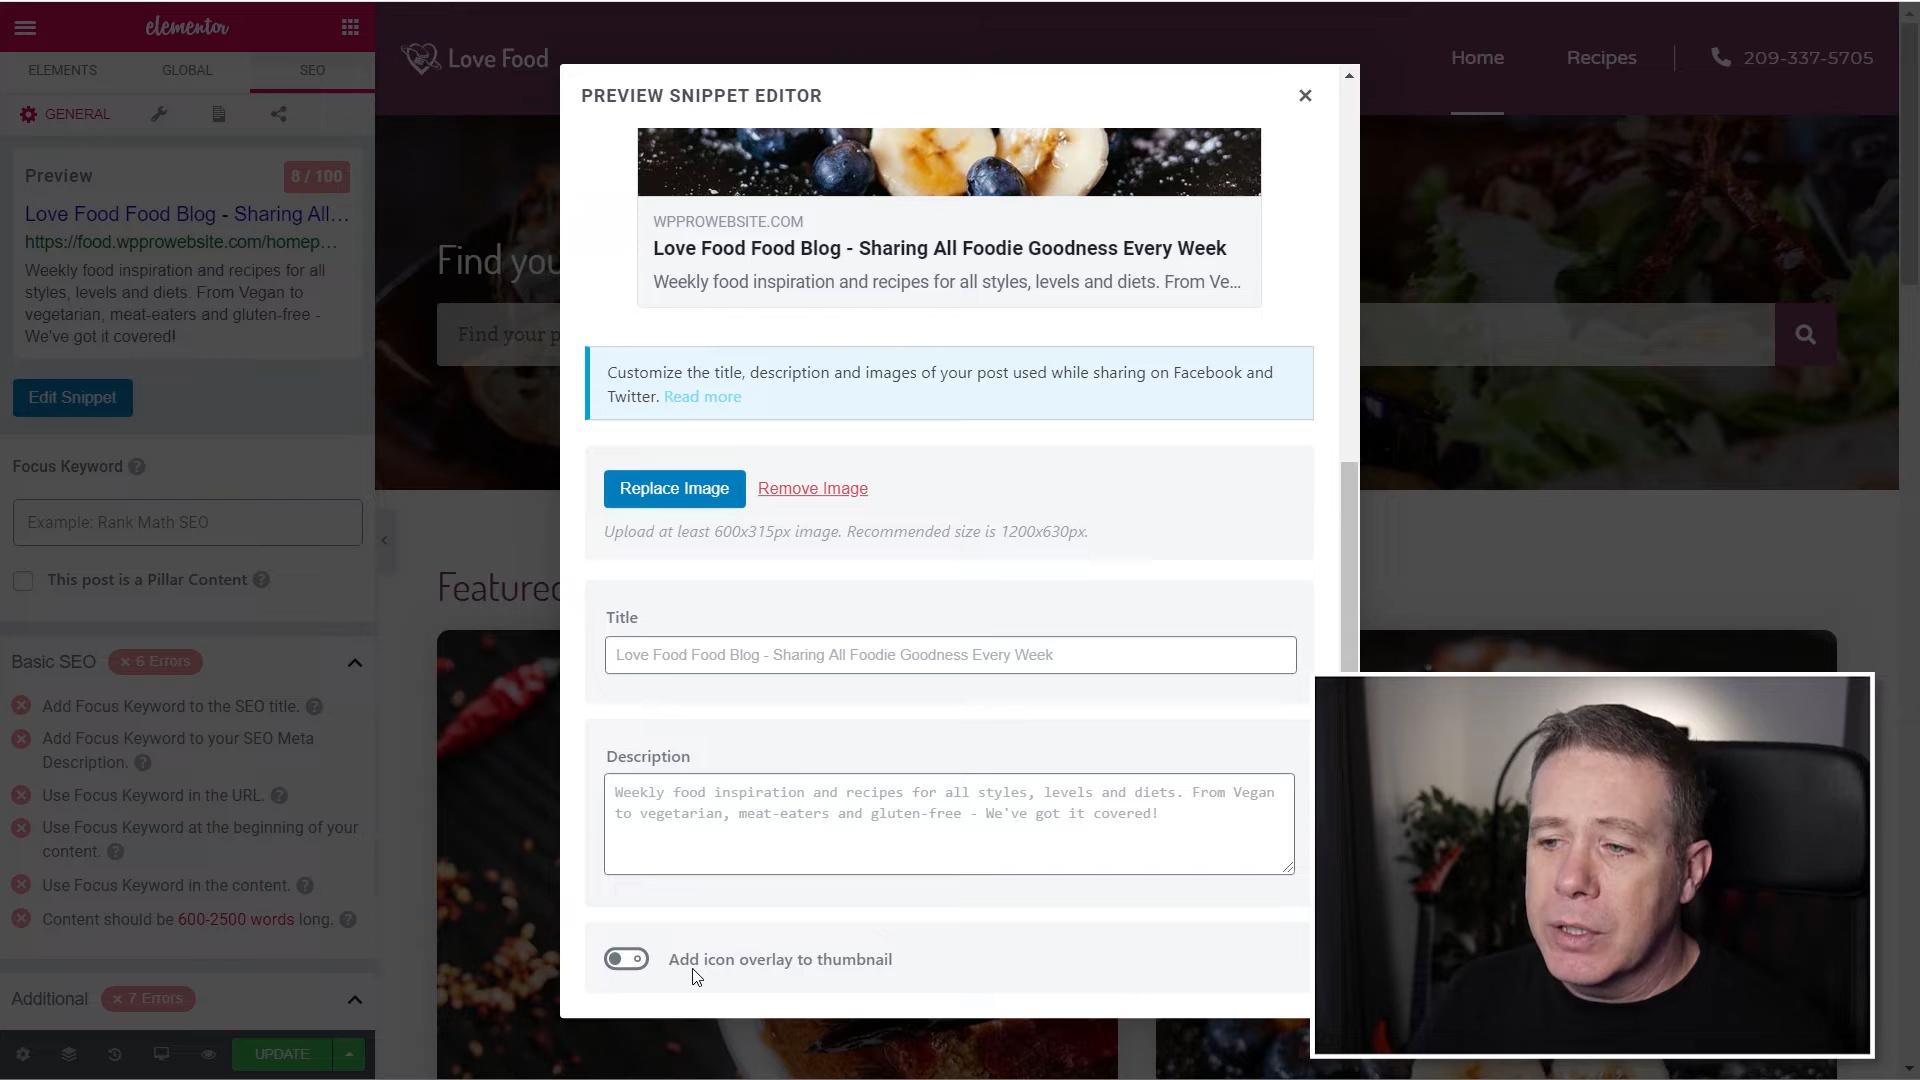 elementor
ELEMENTS
GLOBAL
SEO
GENERAL
Preview
8 / 100
Love Food Food Blog - Sharing All...
https://food.wpprowebsite.com/homep...
Weekly food inspiration and recipes for all
styles, levels and diets. From Vegan to
vegetarian, meat-eaters and gluten-free -
We've got it covered!
Edit Snippet
Focus Keyword
Example: Rank Math SEO
This post is a Pillar Content
Basic SEO
× 6 Errors
Add Focus Keyword to the SEO title.
Add Focus Keyword to your SEO Meta
Description.
Use Focus Keyword in the URL.
Use Focus Keyword at the beginning of your
content.
Use Focus Keyword in the content.
Content should be 600-2500 words long.
Additional
× 7 Errors
UPDATE
Love Food
Home
Recipes
209-337-5705
Find you
Find your p
Featured
PREVIEW SNIPPET EDITOR
WPPROWEBSITE.COM
Love Food Food Blog - Sharing All Foodie Goodness Every Week
Weekly food inspiration and recipes for all styles, levels and diets. From Ve...
Customize the title, description and images of your post used while sharing on Facebook and
Twitter. Read more
Replace Image
Remove Image
Upload at least 600x315px image. Recommended size is 1200x630px.
Title
Love Food Food Blog - Sharing All Foodie Goodness Every Week
Description
Weekly food inspiration and recipes for all styles, levels and diets. From Vegan
to vegetarian, meat-eaters and gluten-free - We've got it covered!
Add icon overlay to thumbnail